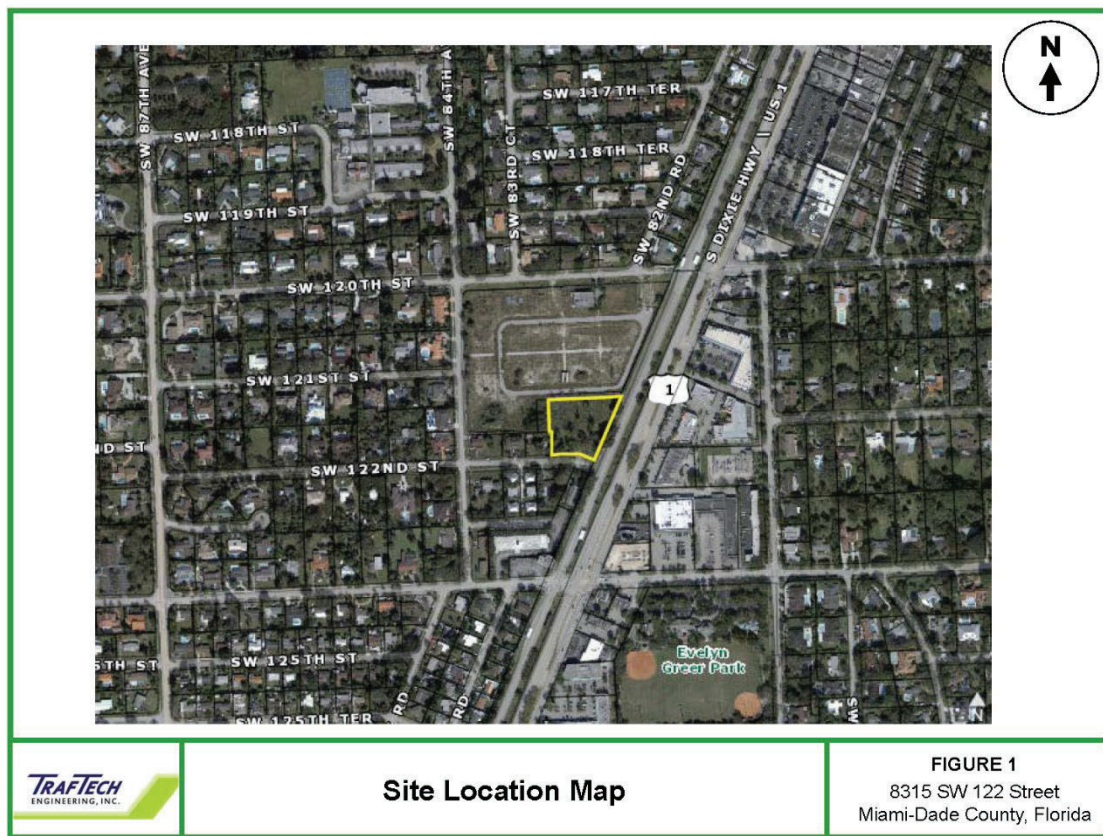 N
SW 87TH AVE
SW 84TH A
SW 83RD CT
SW 117TH TER
SW 118TH ST
SW 118TH TER
SW 82ND RD
S DIXIE HWY | US 1
SW 119TH ST
SW 120TH ST
SW 121ST ST
1
ND ST
SW 122ND ST
Evelyn
Greer Park
5TH ST
SW 125TH ST
SW 125TH TER
RD
RD
SW
N
TRAFTECH
ENGINEERING, INC.
Site Location Map
FIGURE 1
8315 SW 122 Street
Miami-Dade County, Florida